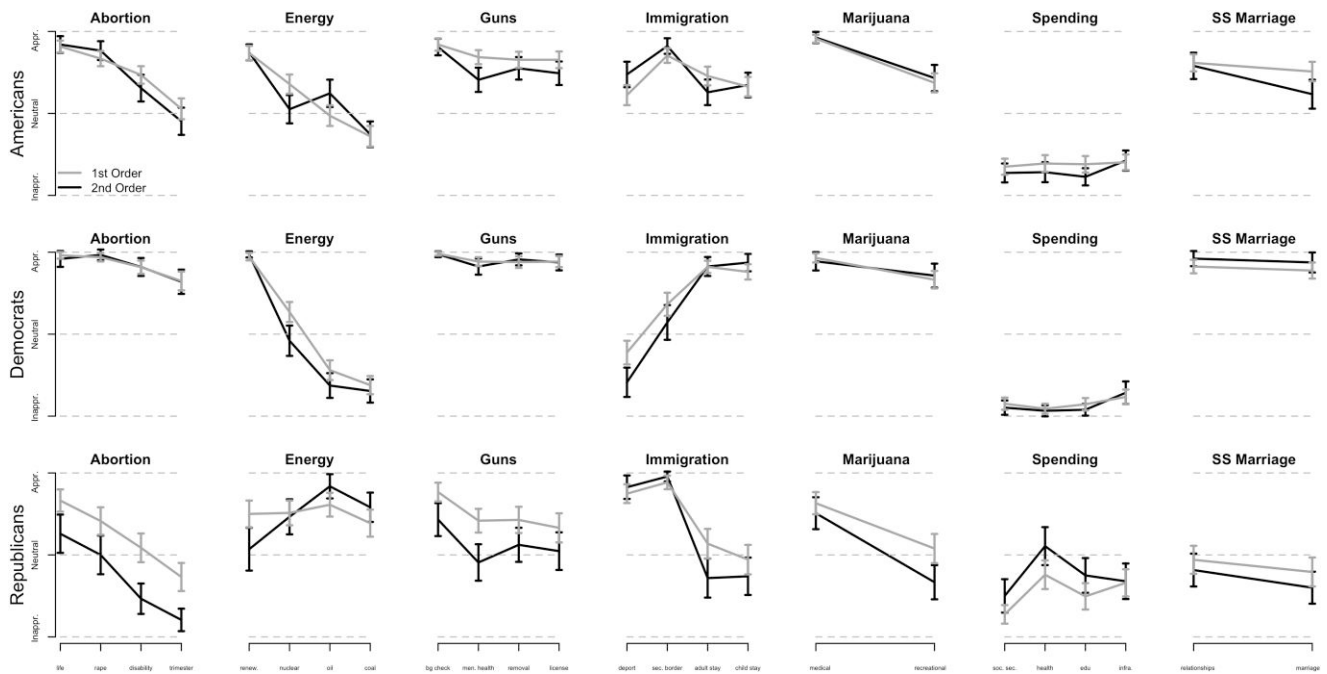 Abortion Energy Guns Immigration Marijuana Spending SS Marriage
Americans
Appr.
Neutral
Inappr.
1st Order
2nd Order
Abortion Energy Guns Immigration Marijuana Spending SS Marriage
Democrats
Appr.
Neutral
Inappr.
Abortion Energy Guns Immigration Marijuana Spending SS Marriage
Republicans
Appr.
Neutral
Inappr.
life rape disability trimester renew. nuclear oil coal bg check men. health removal license deport sec. border adult stay child stay medical recreational soc. sec. health edu infra. relationships marriage